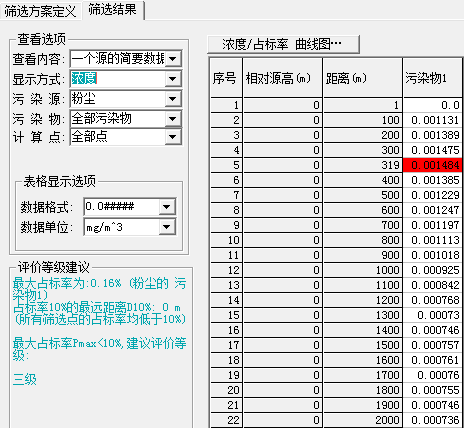 筛选方案定义 筛选结果
查看选项
查看内容: 一个源的简要数据
显示方式: 浓度
污 染 源: 粉尘
污 染 物: 全部污染物
计 算 点: 全部点
表格显示选项
数据格式: 0.0#####
数据单位: mg/m^3
评价等级建议
最大占标率为:0.16% (粉尘的 污
染物1)
占标率10%的最远距离D10%: 0 m
(所有筛选点的占标率均低于10%)
最大占标率Pmax<10%,建议评价等
级:
三级
浓度/占标率 曲线图…
序号 相对源高(m) 距离(m) 污染物1
1 0 1 0.0
2 0 100 0.001131
3 0 200 0.001389
4 0 300 0.001475
5 0 319 0.001484
6 0 400 0.001385
7 0 500 0.001229
8 0 600 0.001247
9 0 700 0.001197
10 0 800 0.001113
11 0 900 0.001018
12 0 1000 0.000925
13 0 1100 0.000842
14 0 1200 0.000768
15 0 1300 0.00073
16 0 1400 0.000746
17 0 1500 0.000757
18 0 1600 0.000761
19 0 1700 0.00076
20 0 1800 0.000755
21 0 1900 0.000746
22 0 2000 0.000736